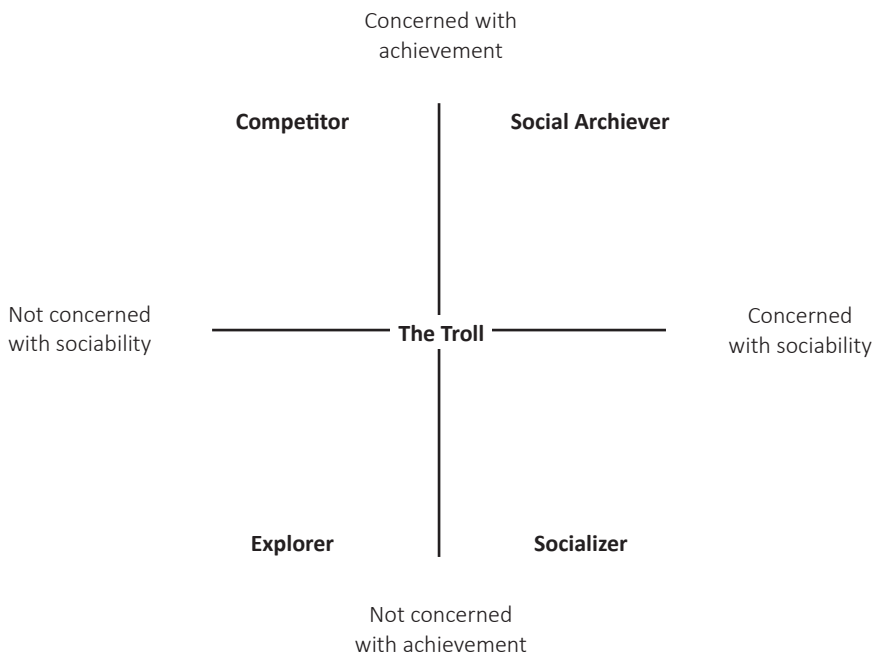 Concerned with
achievement
Competitor
Social Archiever
Not concerned
with sociability
The Troll
Concerned
with sociability
Explorer
Socializer
Not concerned
with achievement